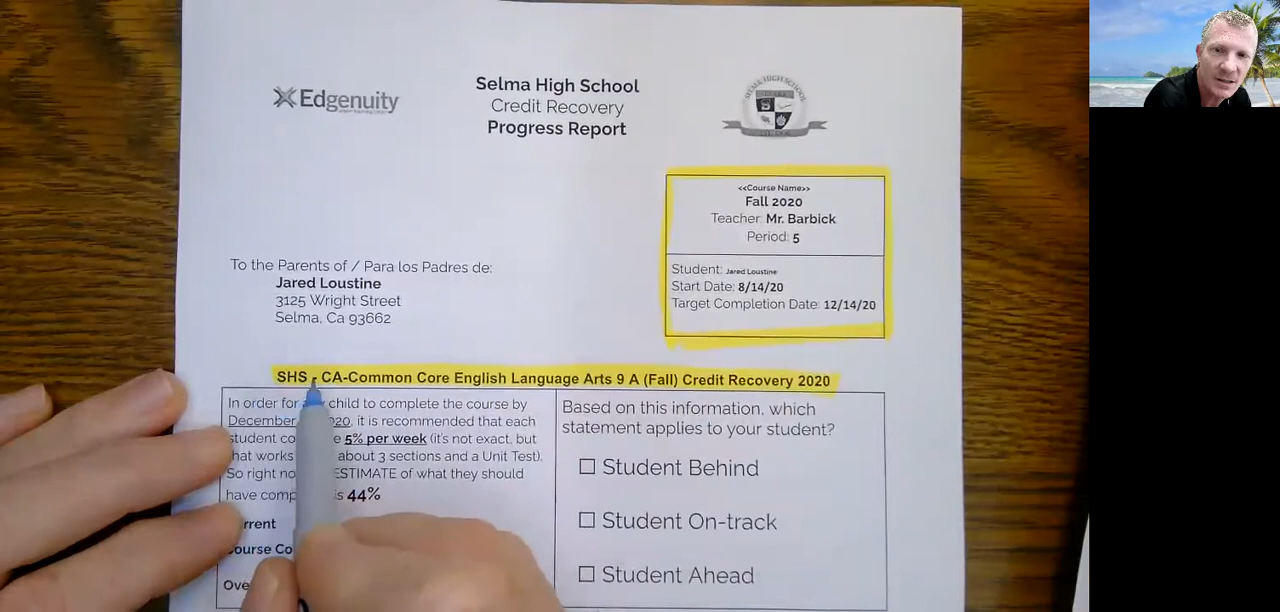 Edgenuity
Selma High School
Credit Recovery
Progress Report
SELMA HIGH SCHOOL
<<Course Name>>
Fall 2020
Teacher: Mr. Barbick
Period: 5
Student: Jared Loustine
Start Date: 8/14/20
Target Completion Date: 12/14/20
To the Parents of / Para los Padres de:
Jared Loustine
3125 Wright Street
Selma, Ca 93662
SHS - CA-Common Core English Language Arts 9 A (Fall) Credit Recovery 2020
In order for child to complete the course by
December it is recommended that each
student 5% per week (it's not exact, but
that works about 3 sections and a Unit Test).
So right ESTIMATE of what they should
have 44%
Based on this information, which
statement applies to your student?
Student Behind
Student On-track
Student Ahead